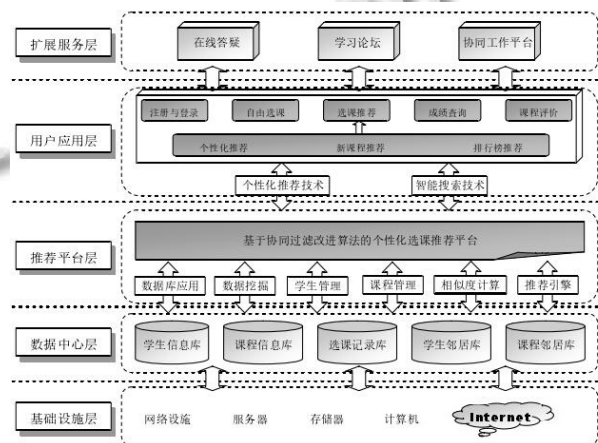 扩展服务层
在线答疑
学习论坛
协同工作平台
用户应用层
注册与登录
自由选课
选课推荐
成绩查询
课程评价
个性化推荐
新课程推荐
排行榜推荐
个性化推荐技术
智能搜索技术
推荐平台层
基于协同过滤改进算法的个性化选课推荐平台
数据库应用
数据挖掘
学生管理
课程管理
相似度计算
推荐引擎
数据中心层
学生信息库
课程信息库
选课记录库
学生邻居库
课程邻居库
基础设施层
网络设施
服务器
存储器
计算机
Internet